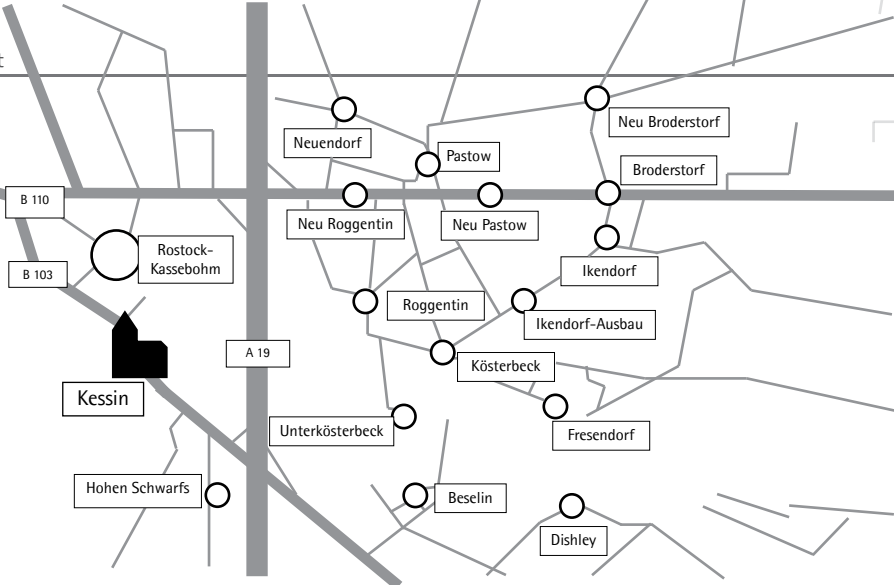 t
Neu Broderstorf
Neuendorf
Pastow
Broderstorf
B 110
Neu Roggentin
Neu Pastow
Rostock-
Kassebohm
Ikendorf
B 103
Roggentin
Ikendorf-Ausbau
A 19
Kösterbeck
Kessin
Unterkösterbeck
Fresendorf
Hohen Schwarfs
Beselin
Dishley